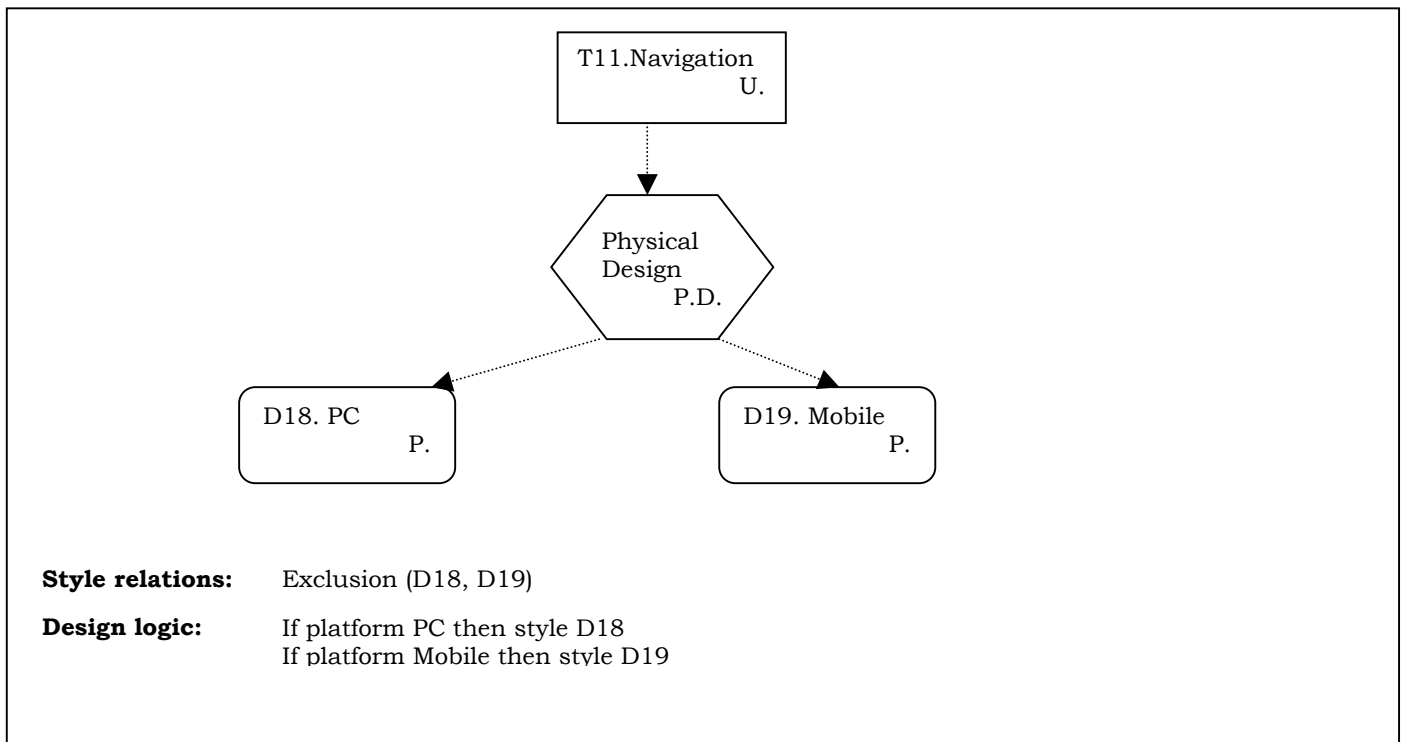 T11.Navigation
U.
Physical
Design
P.D.
D18. PC
P.
D19. Mobile
P.
Style relations: Exclusion (D18, D19)
Design logic: If platform PC then style D18
If platform Mobile then style D19